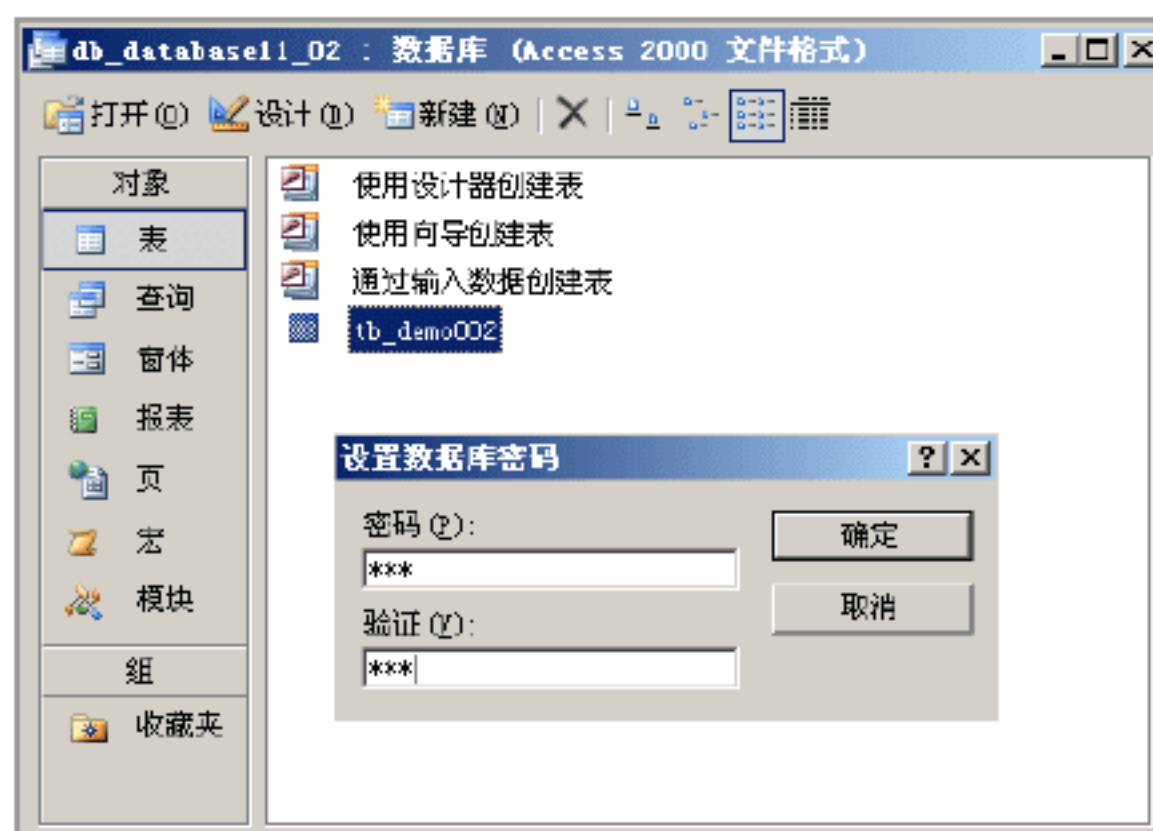 db_database11_02 : 数据库 (Access 2000 文件格式)
打开(O) 设计(D) 新建(N)
对象
表
查询
窗体
报表
页
宏
模块
组
收藏夹
使用设计器创建表
使用向导创建表
通过输入数据创建表
tb_demo002
设置数据库密码
密码(P):
***
验证(V):
***
确定
取消